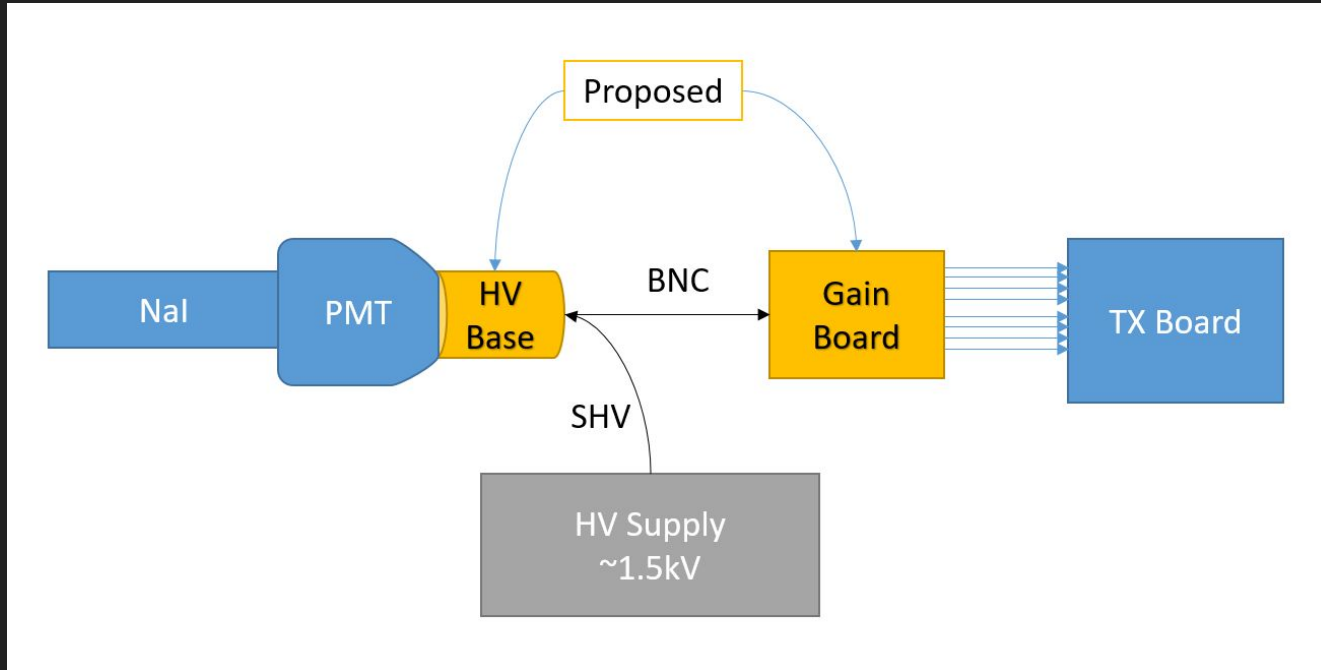 Proposed
NaI
PMT
HV
Base
BNC
Gain
Board
TX Board
SHV
HV Supply
~1.5kV